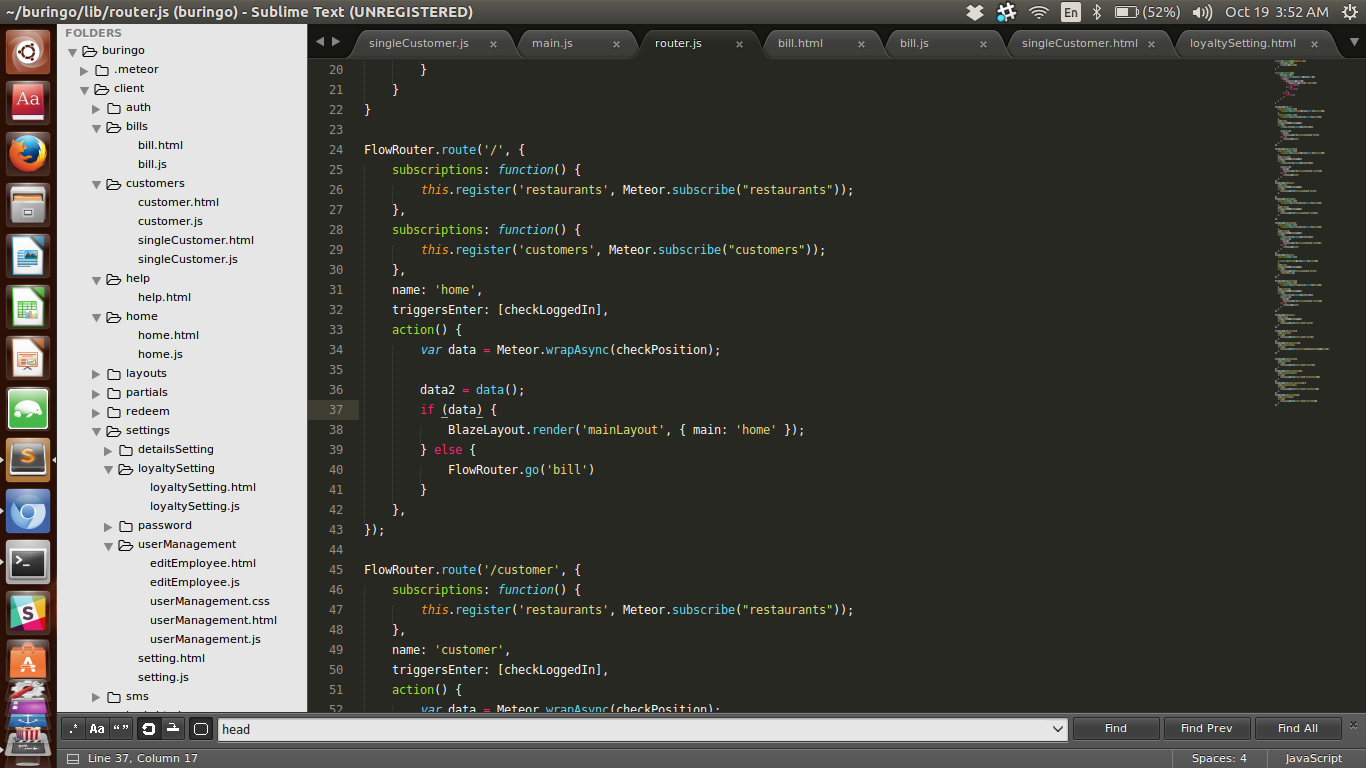 ~/buringo/lib/router.js (buringo) - Sublime Text (UNREGISTERED)
En (52%) Oct 19 3:52 AM
FOLDERS
buringo
.meteor
client
auth
bills
bill.html
bill.js
customers
customer.html
customer.js
singleCustomer.html
singleCustomer.js
help
help.html
home
home.html
home.js
layouts
partials
redeem
settings
detailsSetting
loyaltySetting
loyaltySetting.html
loyaltySetting.js
password
userManagement
editEmployee.html
editEmployee.js
userManagement.css
userManagement.html
userManagement.js
setting.html
setting.js
sms
singleCustomer.js × main.js × router.js × bill.html × bill.js × singleCustomer.html × loyaltySetting.html ×
20 }
21 }
22 }
23
24 FlowRouter.route('/', {
25 subscriptions: function() {
26 this.register('restaurants', Meteor.subscribe("restaurants"));
27 },
28 subscriptions: function() {
29 this.register('customers', Meteor.subscribe("customers"));
30 },
31 name: 'home',
32 triggersEnter: [checkLoggedIn],
33 action() {
34 var data = Meteor.wrapAsync(checkPosition);
35
36 data2 = data();
37 if (data) {
38 BlazeLayout.render('mainLayout', { main: 'home' });
39 } else {
40 FlowRouter.go('bill')
41 }
42 },
43 });
44
45 FlowRouter.route('/customer', {
46 subscriptions: function() {
47 this.register('restaurants', Meteor.subscribe("restaurants"));
48 },
49 name: 'customer',
50 triggersEnter: [checkLoggedIn],
51 action() {
52 var data = Meteor.wrapAsync(checkPosition);
.* Aa “ ” head Find Find Prev Find All ×
Line 37, Column 17 Spaces: 4 JavaScript